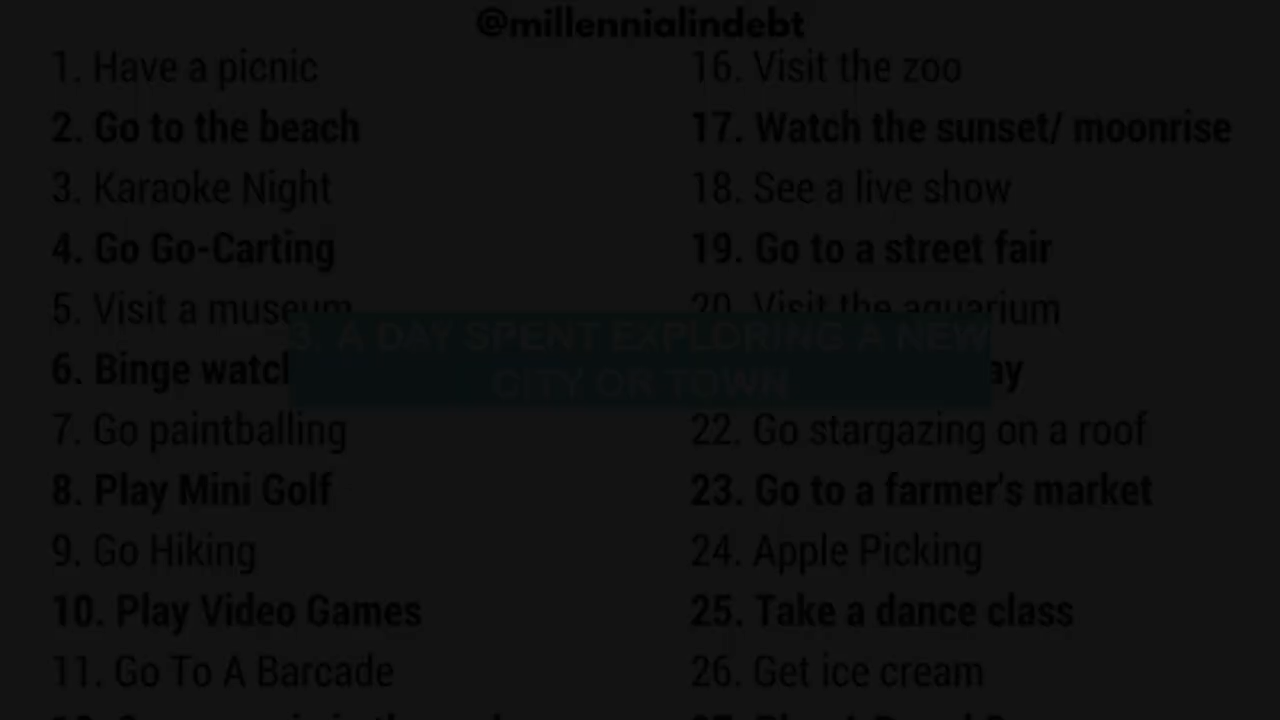 @millennialindebt
1. Have a picnic
2. Go to the beach
3. Karaoke Night
4. Go Go-Carting
5. Visit a museum
6. Binge watch
7. Go paintballing
8. Play Mini Golf
9. Go Hiking
10. Play Video Games
11. Go To A Barcade
16. Visit the zoo
17. Watch the sunset/ moonrise
18. See a live show
19. Go to a street fair
20. Visit the aquarium
22. Go stargazing on a roof
23. Go to a farmer's market
24. Apple Picking
25. Take a dance class
26. Get ice cream
3. A DAY SPENT EXPLORING A NEW
CITY OR TOWN